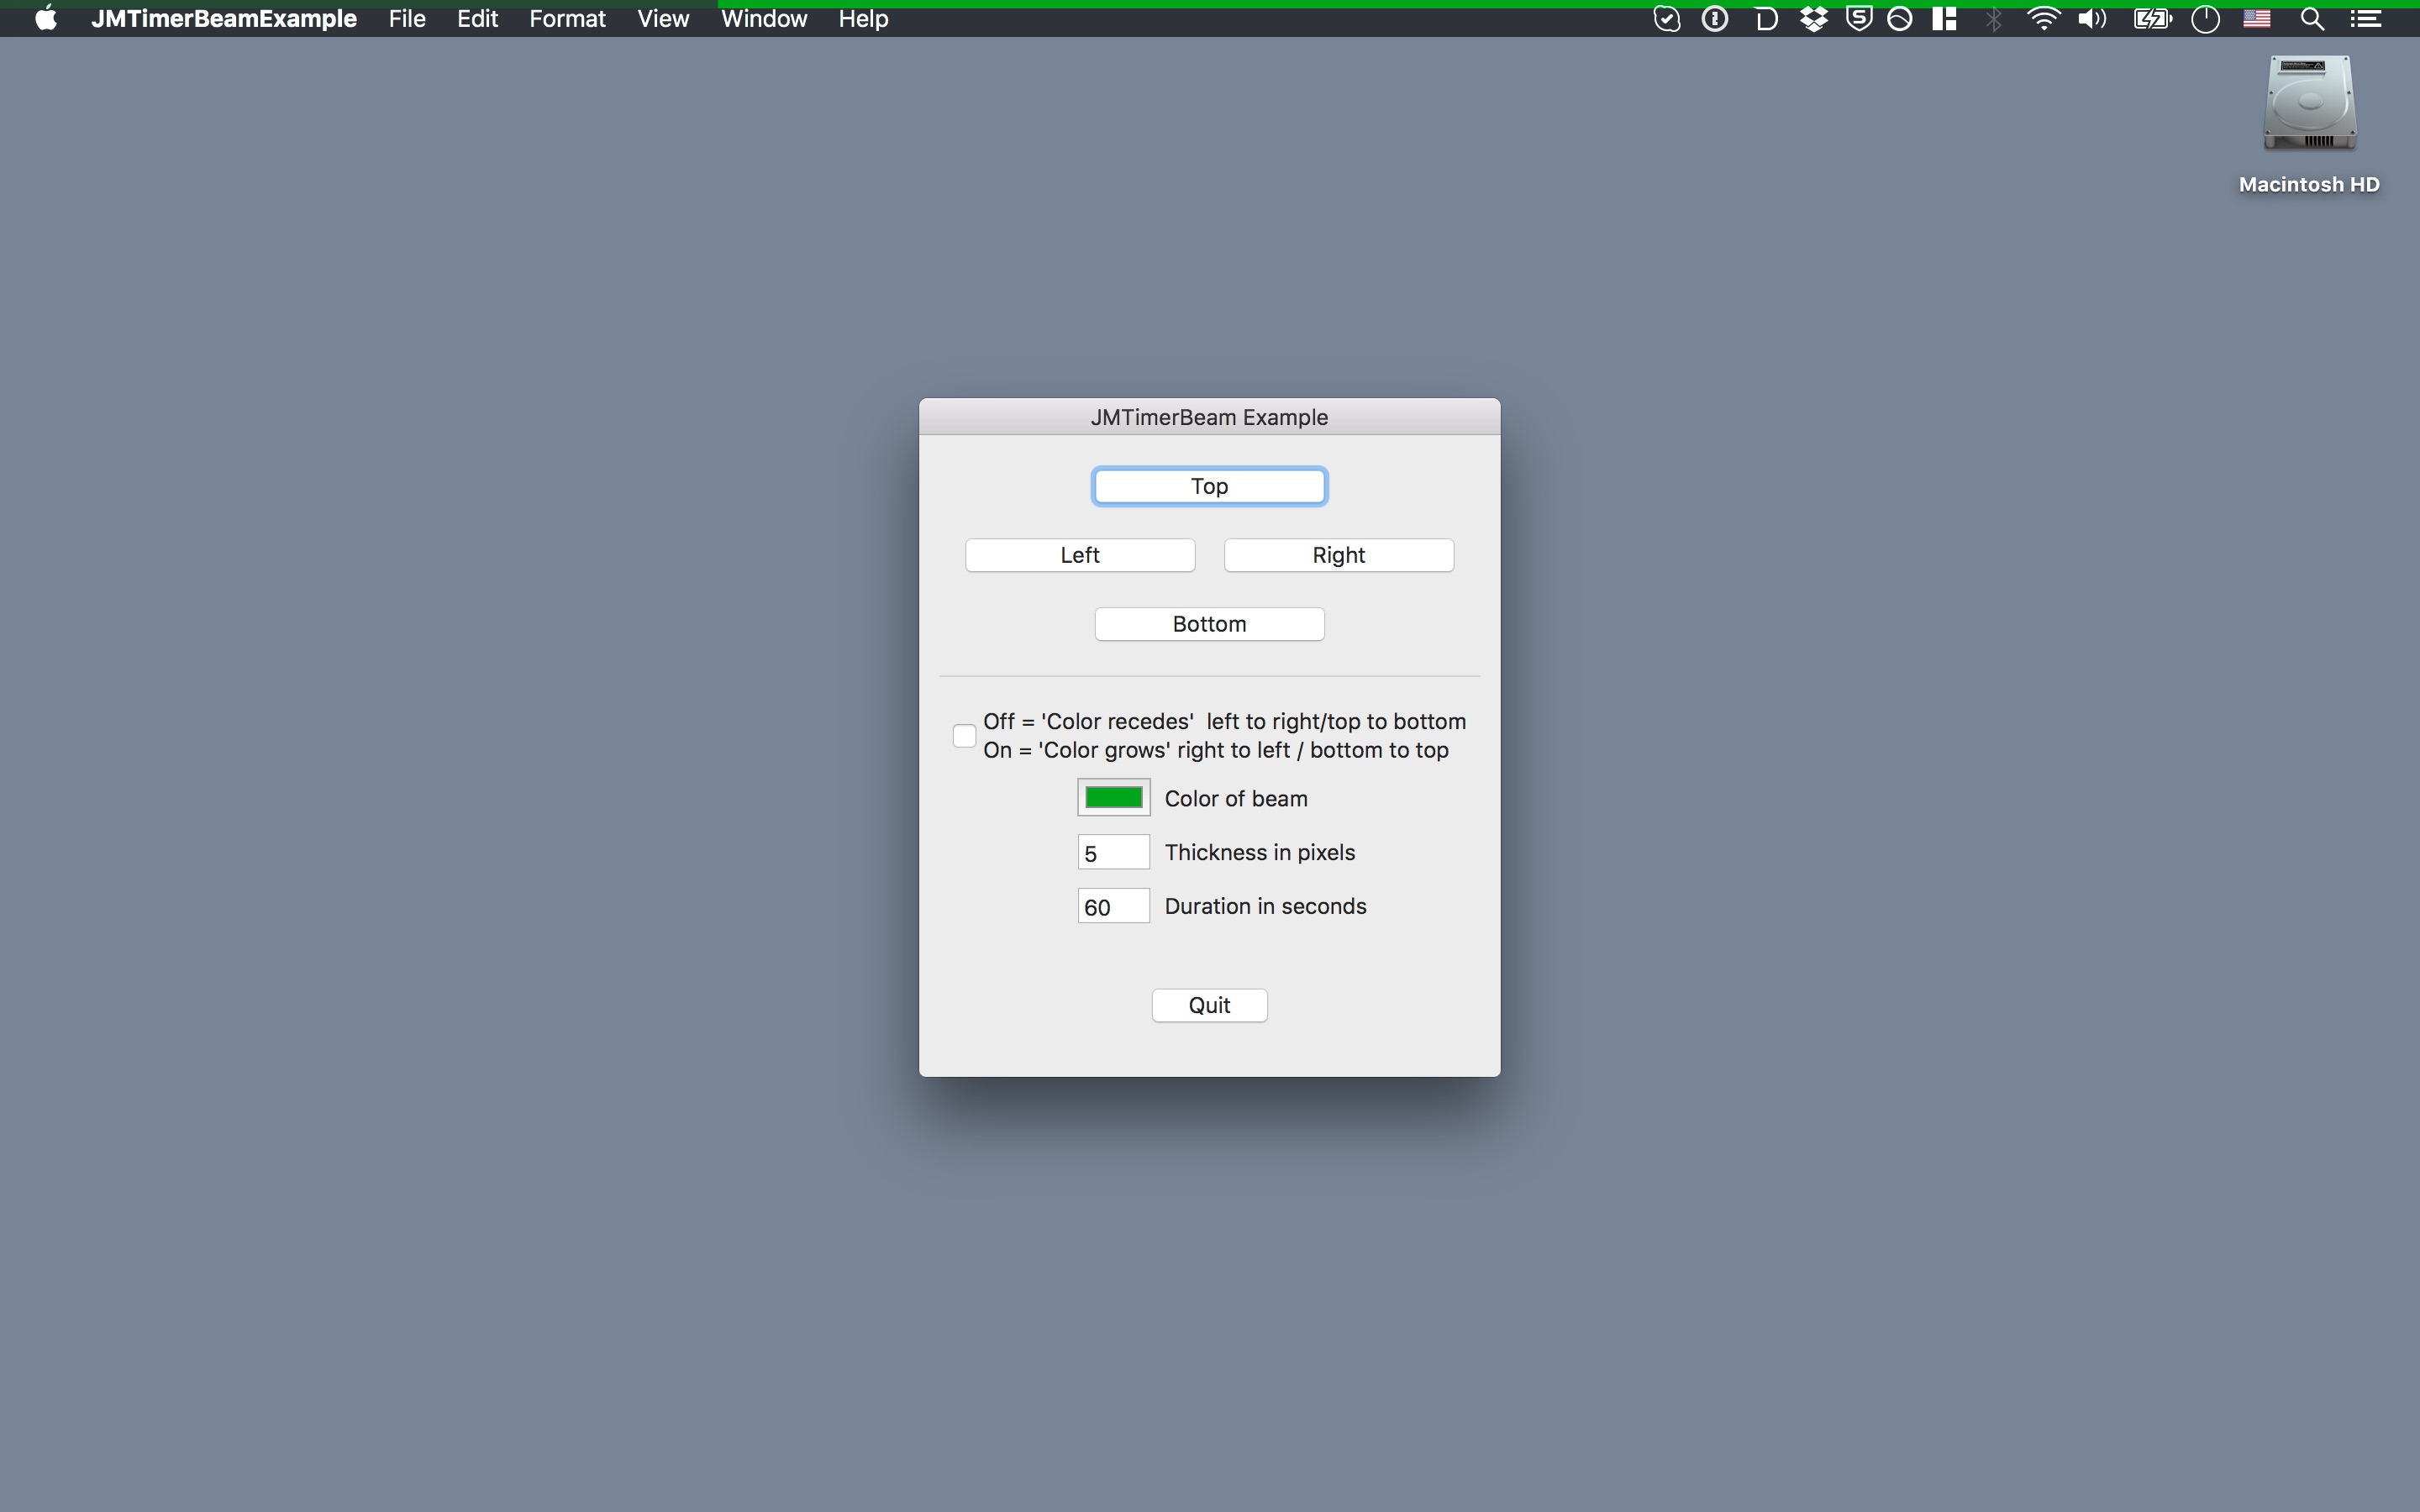 JMTimerBeamExample File Edit Format View Window Help
Macintosh HD
JMTimerBeam Example
Top
Left Right
Bottom
Off = 'Color recedes'  left to right/top to bottom
On = 'Color grows' right to left / bottom to top
Color of beam
5 Thickness in pixels
60 Duration in seconds
Quit